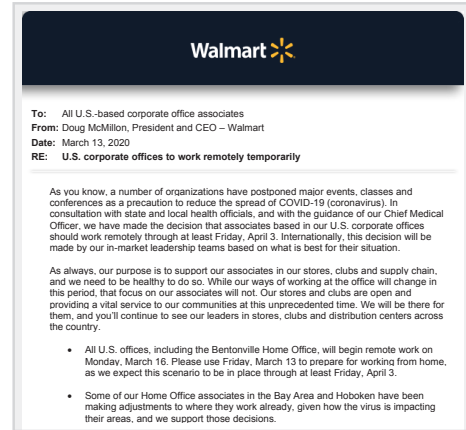 Walmart
To: All U.S.-based corporate office associates
From: Doug McMillon, President and CEO – Walmart
Date: March 13, 2020
RE: U.S. corporate offices to work remotely temporarily
As you know, a number of organizations have postponed major events, classes and
conferences as a precaution to reduce the spread of COVID-19 (coronavirus). In
consultation with state and local health officials, and with the guidance of our Chief Medical
Officer, we have made the decision that associates based in our U.S. corporate offices
should work remotely through at least Friday, April 3. Internationally, this decision will be
made by our in-market leadership teams based on what is best for their situation.
As always, our purpose is to support our associates in our stores, clubs and supply chain,
and we need to be healthy to do so. While our ways of working at the office will change in
this period, that focus on our associates will not. Our stores and clubs are open and
providing a vital service to our communities at this unprecedented time. We will be there for
them, and you'll continue to see our leaders in stores, clubs and distribution centers across
the country.
• All U.S. offices, including the Bentonville Home Office, will begin remote work on
Monday, March 16. Please use Friday, March 13 to prepare for working from home,
as we expect this scenario to be in place through at least Friday, April 3.
• Some of our Home Office associates in the Bay Area and Hoboken have been
making adjustments to where they work already, given how the virus is impacting
their areas, and we support those decisions.